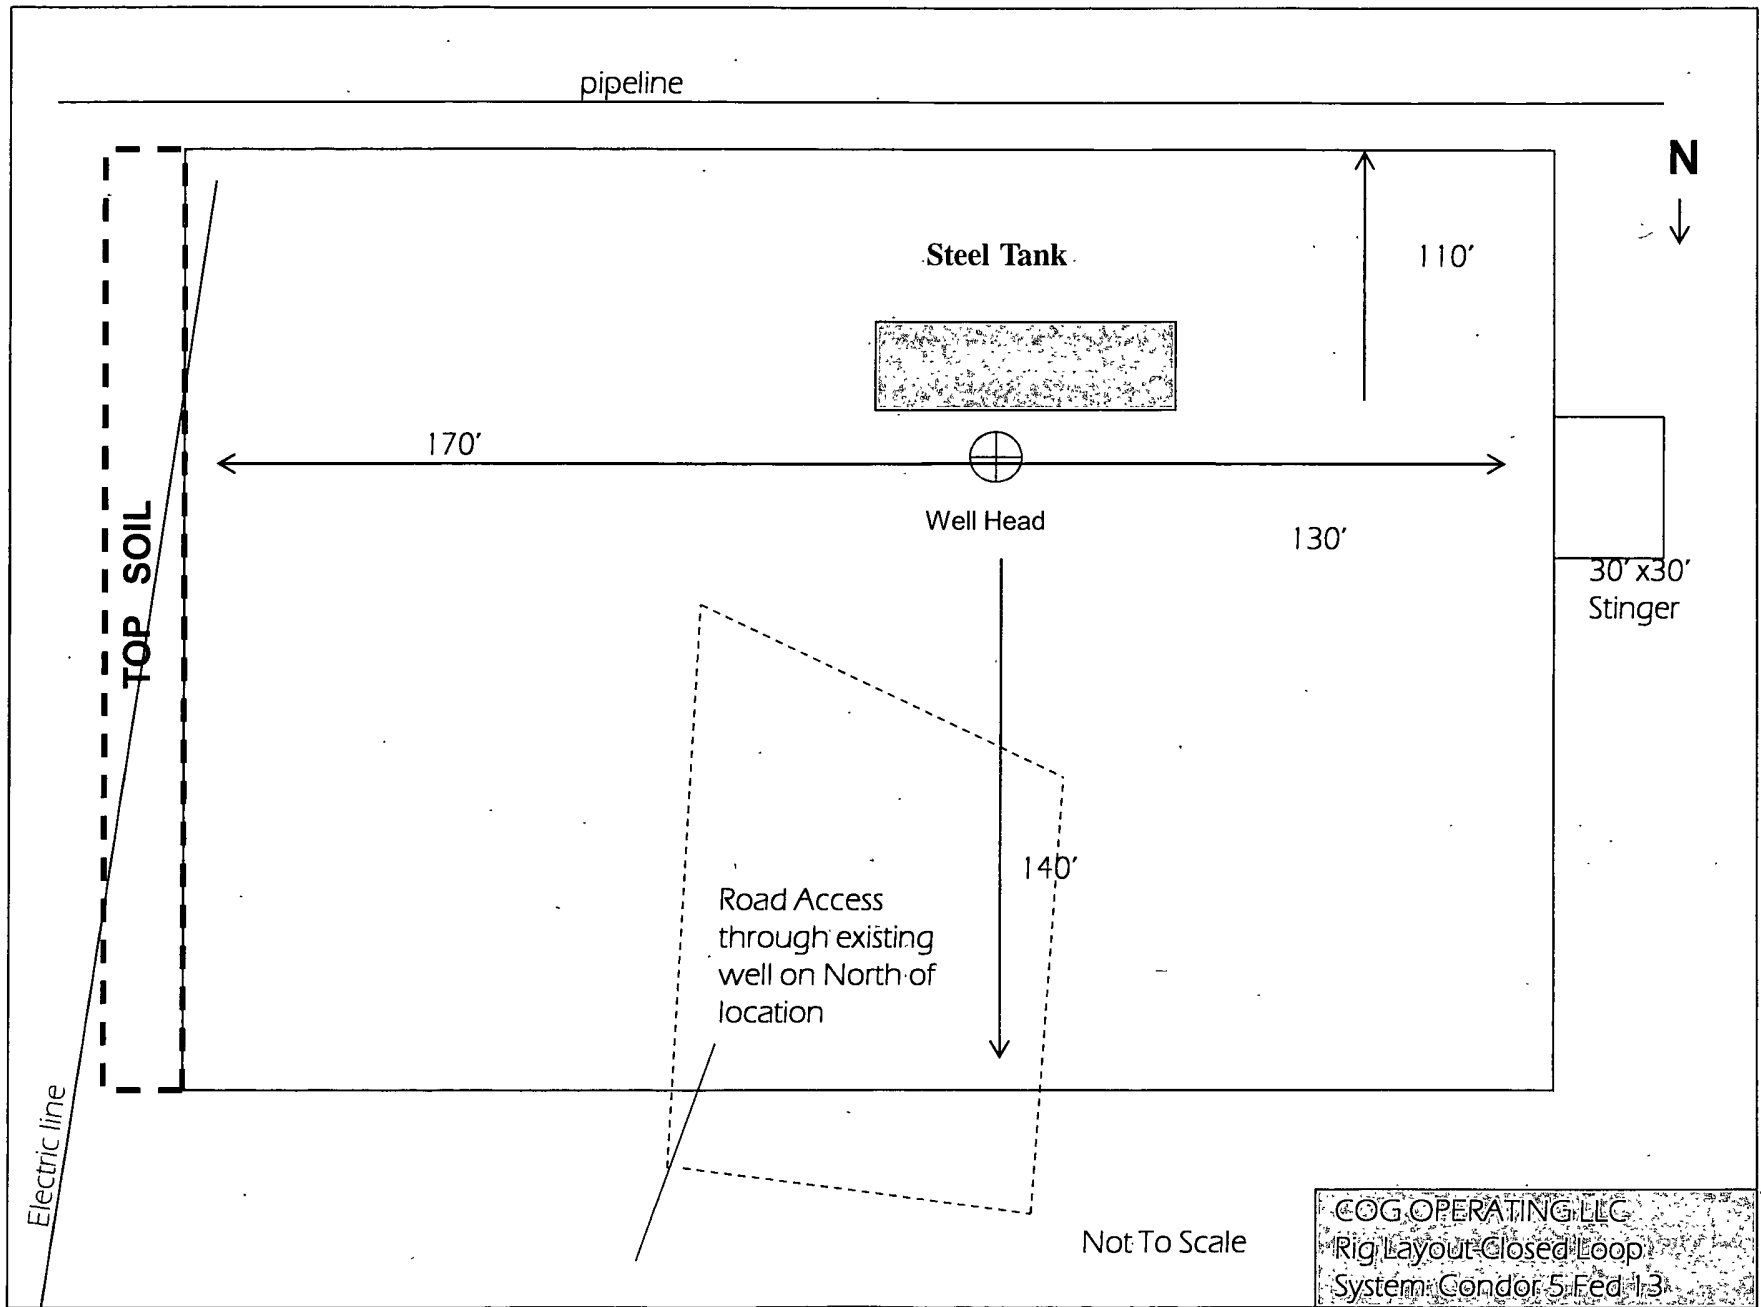 pipeline
N
Steel Tank
110'
170'
Well Head
130'
30' x30'
Stinger
TOP SOIL
140'
Road Access
through existing
well on North of
location
Electric line
Not To Scale
COG OPERATING LLC
Rig Layout Closed Loop
System Condor 5 Fed 13